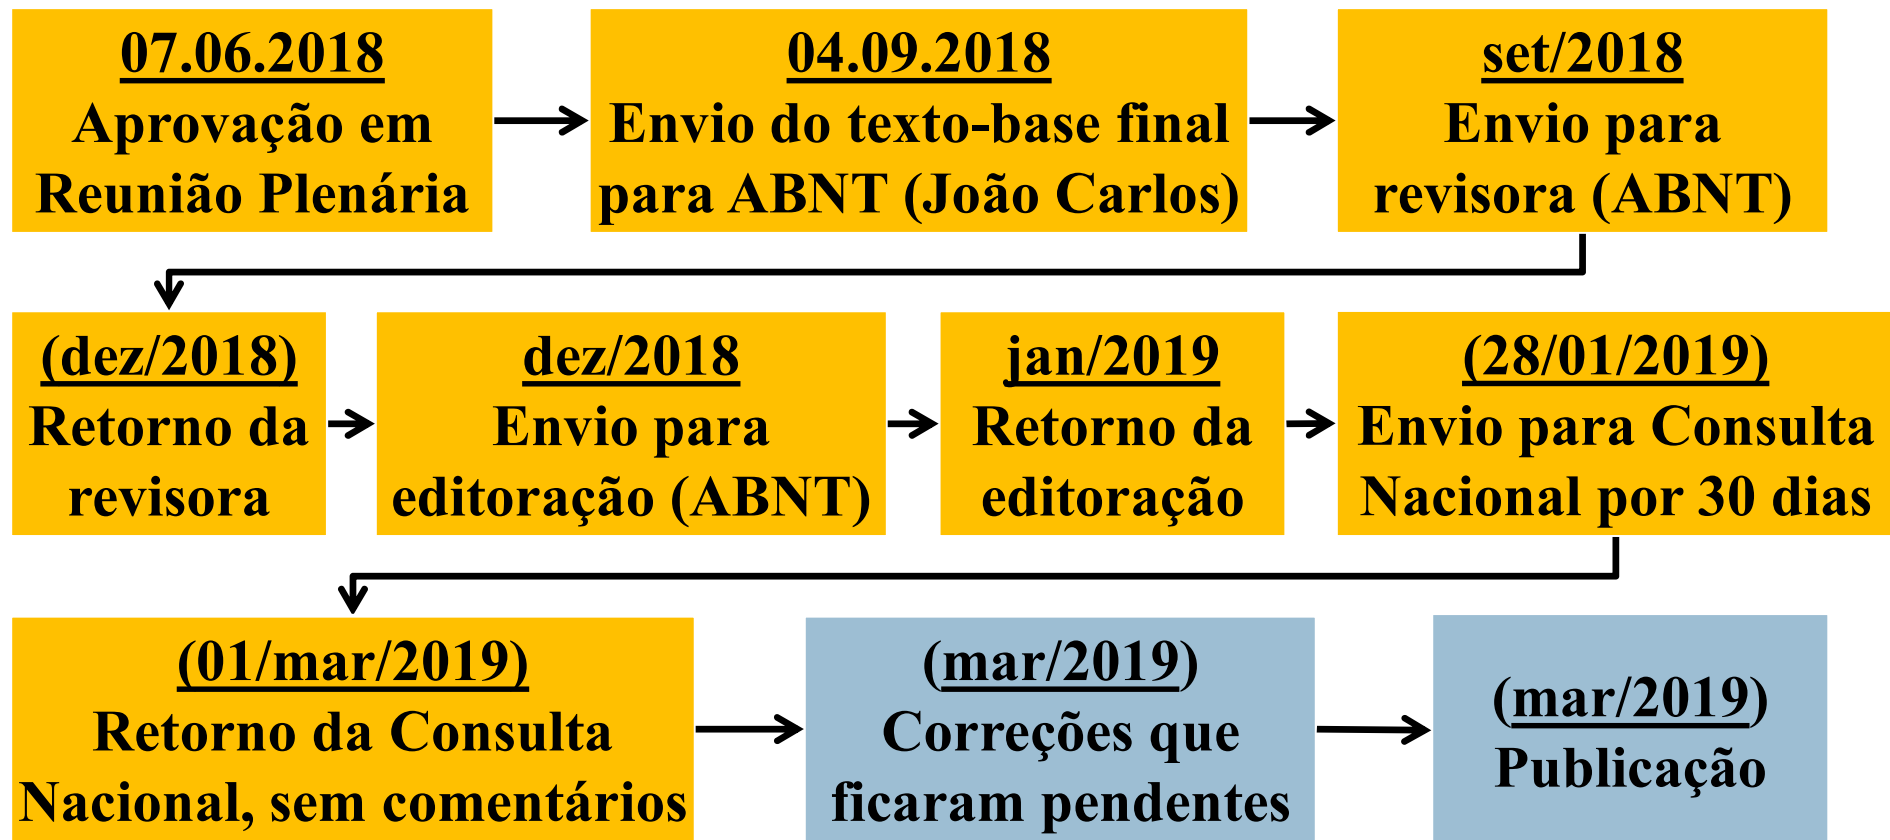 07.06.2018
Aprovação em
Reunião Plenária
04.09.2018
Envio do texto-base final
para ABNT (João Carlos)
set/2018
Envio para
revisora (ABNT)
(dez/2018)
Retorno da
revisora
dez/2018
Envio para
editoração (ABNT)
jan/2019
Retorno da
editoração
(28/01/2019)
Envio para Consulta
Nacional por 30 dias
(01/mar/2019)
Retorno da Consulta
Nacional, sem comentários
(mar/2019)
Correções que
ficaram pendentes
(mar/2019)
Publicação